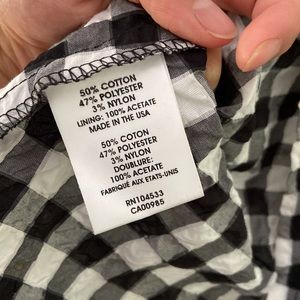 50% COTTON
47% POLYESTER
3% NYLON
LINING: 100% ACETATE
MADE IN THE USA
50% COTON
47% POLYESTER
3% NYLON
DOUBLURE:
100% ACETATE
FABRIQUÉ AUX ETATS-UNIS
RN104533
CA00985